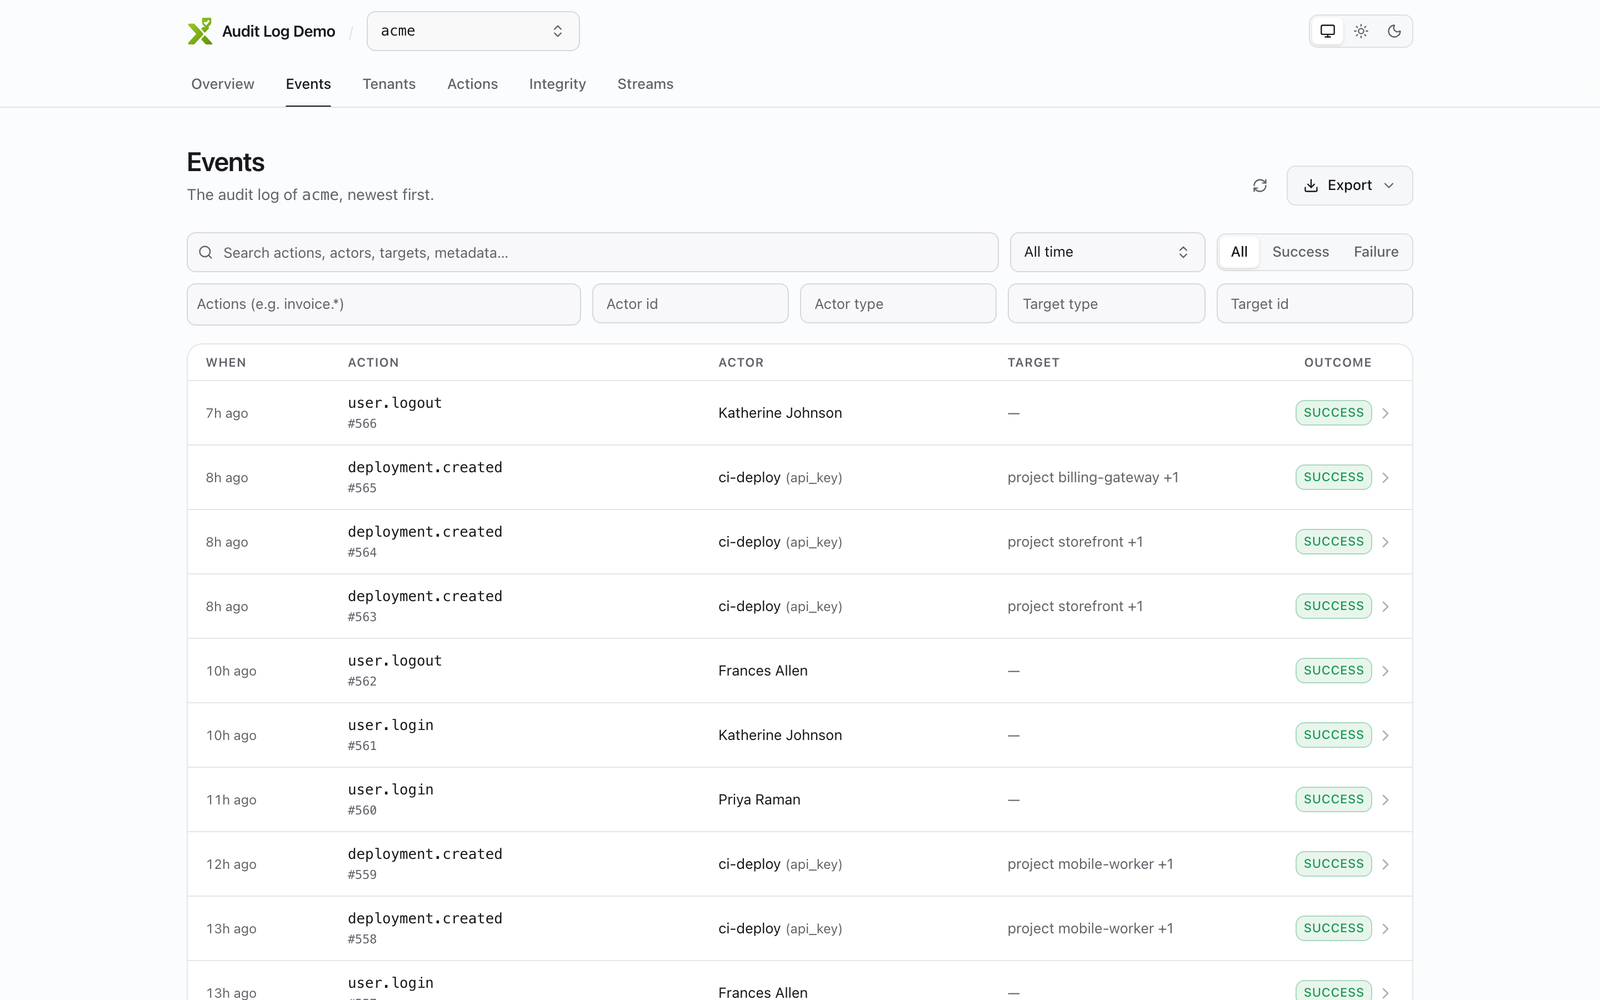 Audit Log Demo / acme
Overview Events Tenants Actions Integrity Streams
Events
The audit log of acme, newest first.
Export
Search actions, actors, targets, metadata...
All time
All Success Failure
Actions (e.g. invoice.*)
Actor id
Actor type
Target type
Target id
WHEN ACTION ACTOR TARGET OUTCOME
7h ago user.logout #566 Katherine Johnson — SUCCESS
8h ago deployment.created #565 ci-deploy (api_key) project billing-gateway +1 SUCCESS
8h ago deployment.created #564 ci-deploy (api_key) project storefront +1 SUCCESS
8h ago deployment.created #563 ci-deploy (api_key) project storefront +1 SUCCESS
10h ago user.logout #562 Frances Allen — SUCCESS
10h ago user.login #561 Katherine Johnson — SUCCESS
11h ago user.login #560 Priya Raman — SUCCESS
12h ago deployment.created #559 ci-deploy (api_key) project mobile-worker +1 SUCCESS
13h ago deployment.created #558 ci-deploy (api_key) project mobile-worker +1 SUCCESS
13h ago user.login Frances Allen — SUCCESS